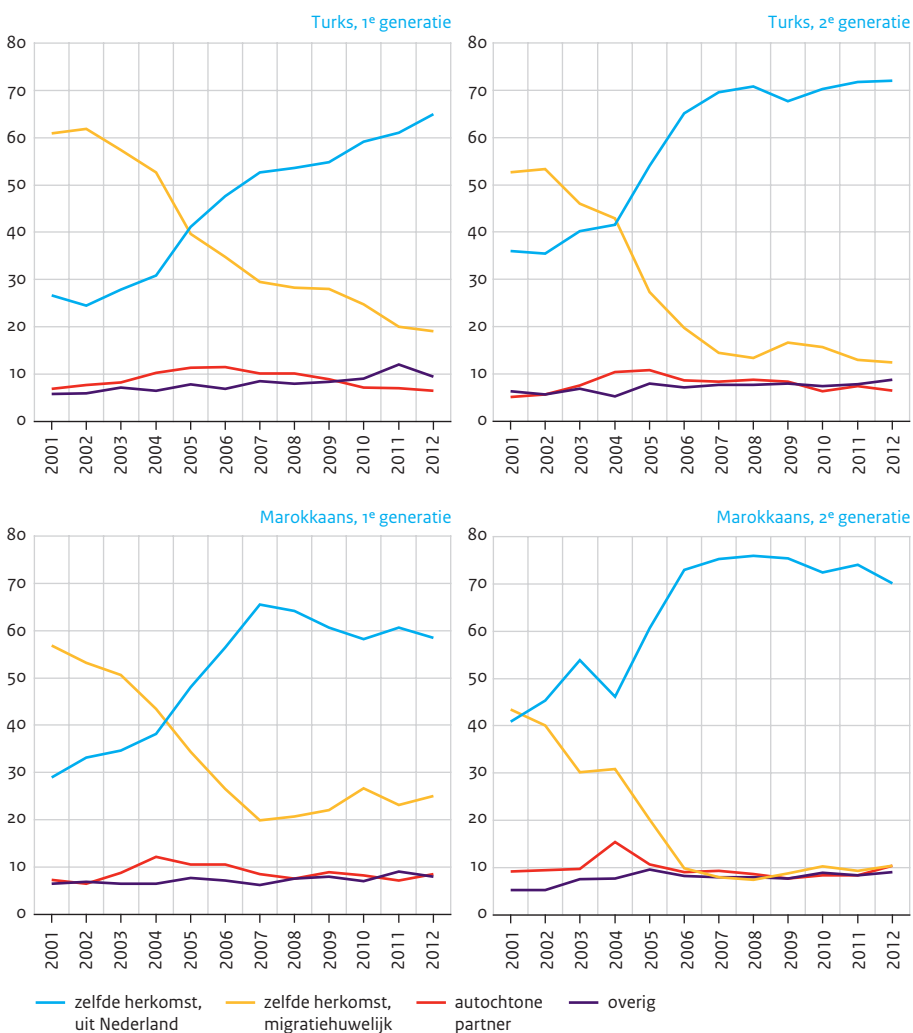 Turks, 1e generatie
80
70
60
50
40
30
20
10
0
2001 2002 2003 2004 2005 2006 2007 2008 2009 2010 2011 2012
Turks, 2e generatie
80
70
60
50
40
30
20
10
0
2001 2002 2003 2004 2005 2006 2007 2008 2009 2010 2011 2012
Marokkaans, 1e generatie
80
70
60
50
40
30
20
10
0
2001 2002 2003 2004 2005 2006 2007 2008 2009 2010 2011 2012
Marokkaans, 2e generatie
80
70
60
50
40
30
20
10
0
2001 2002 2003 2004 2005 2006 2007 2008 2009 2010 2011 2012
zelfde herkomst,
uit Nederland
zelfde herkomst,
migratiehuwelijk
autochtone
partner
overig